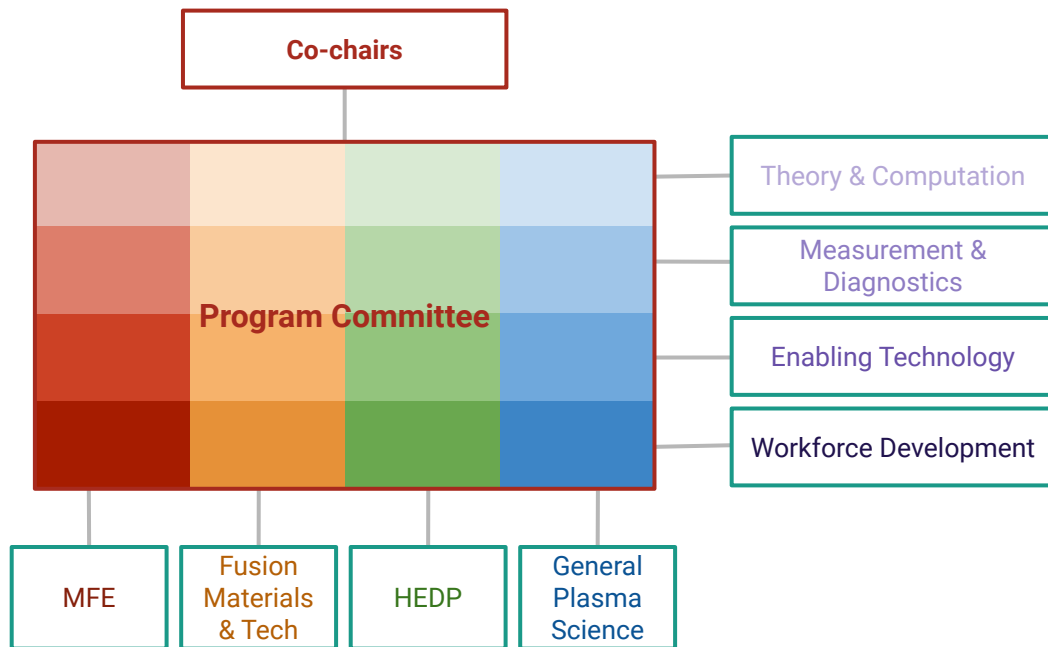 Co-chairs
Theory & Computation
Measurement &
Diagnostics
Program Committee
Enabling Technology
Workforce Development
MFE
Fusion
Materials
& Tech
HEDP
General
Plasma
Science